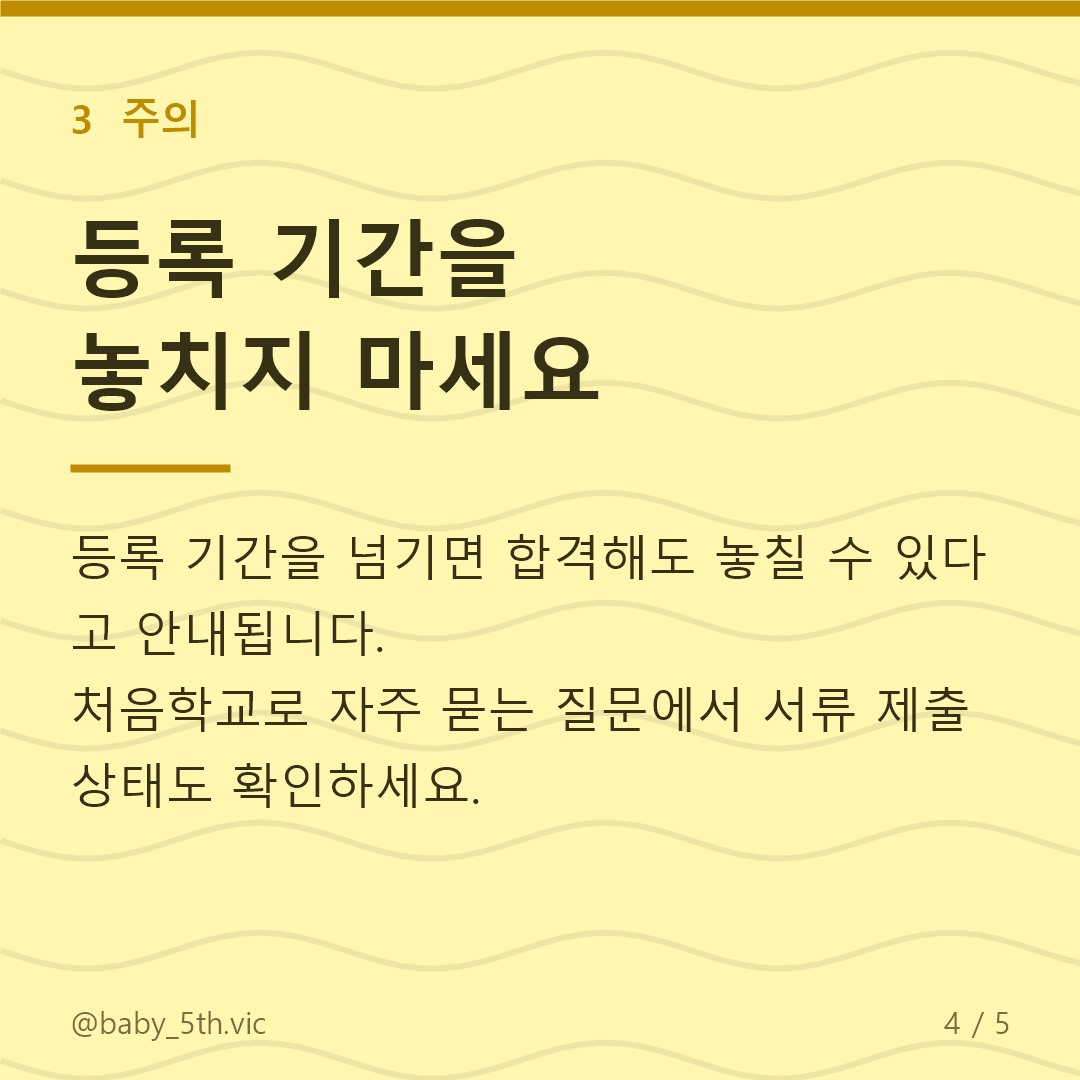 3 주의
등록 기간을
놓치지 마세요
등록 기간을 넘기면 합격해도 놓칠 수 있다
고 안내됩니다.
처음학교로 자주 묻는 질문에서 서류 제출
상태도 확인하세요.
@baby_5th.vic
4 / 5